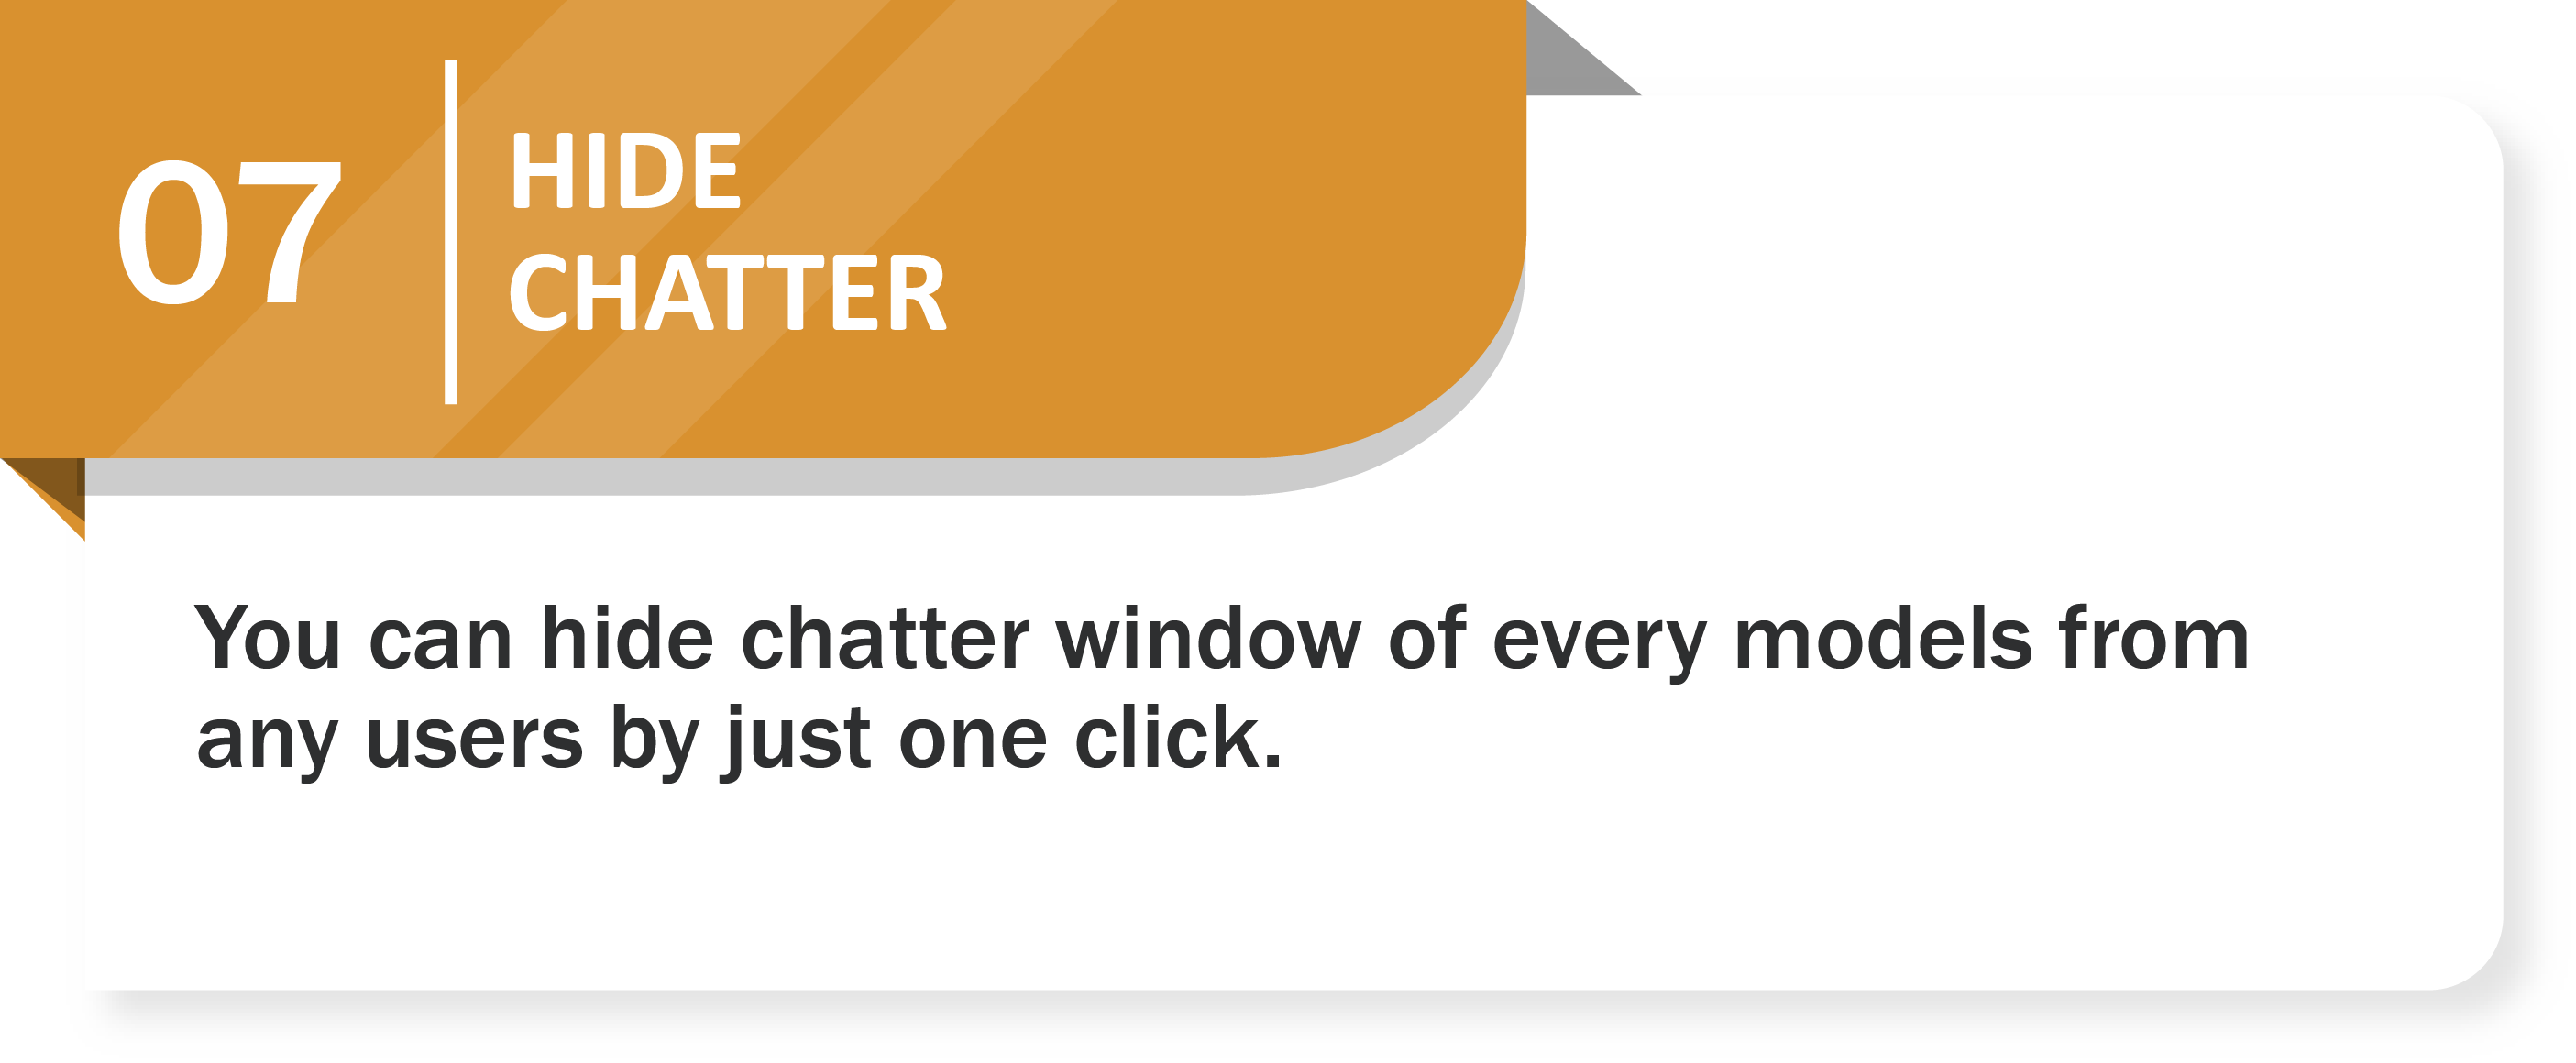 07
HIDE
CHATTER
You can hide chatter window of every models from
any users by just one click.